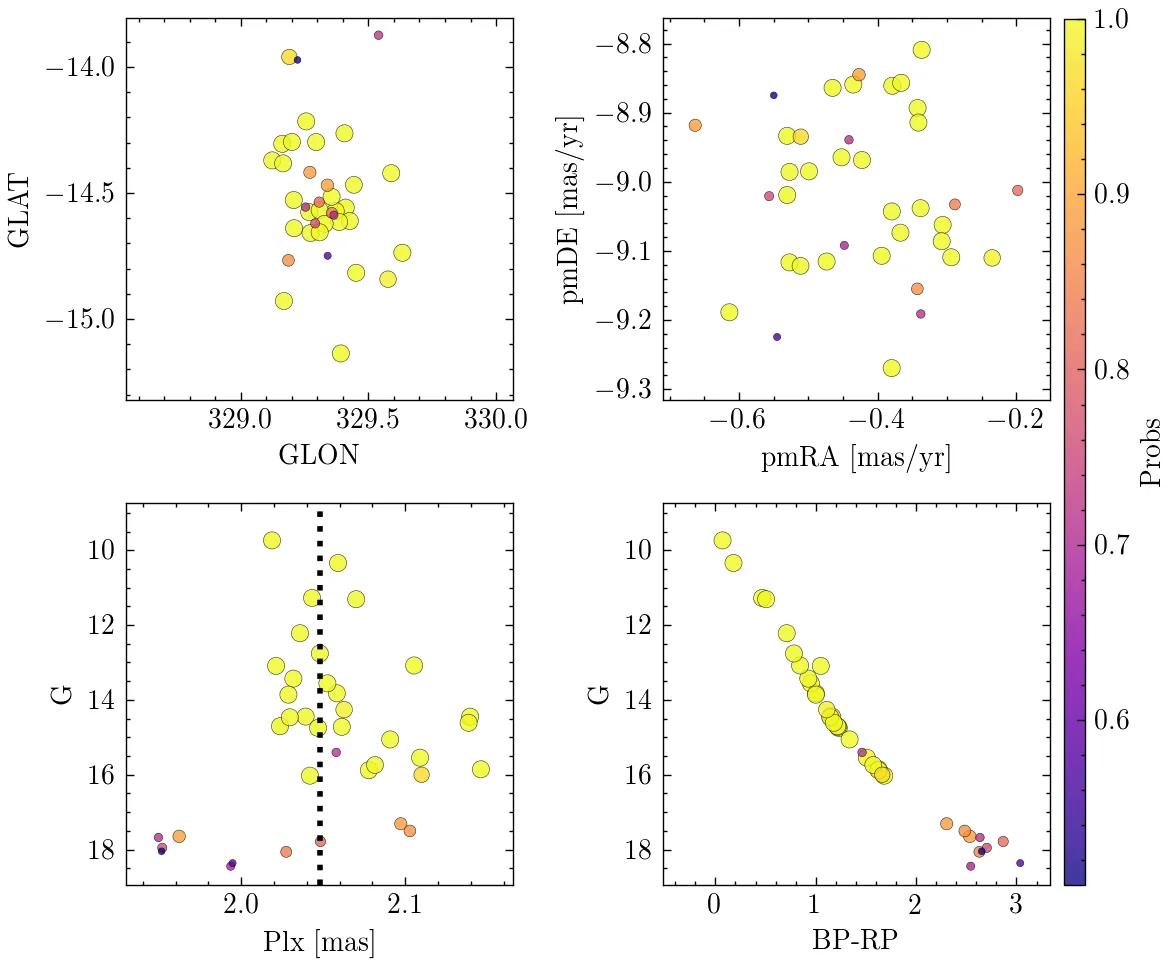 −14.0
−14.5
−15.0
GLAT
329.0 329.5 330.0
GLON
−8.8
−8.9
−9.0
−9.1
−9.2
−9.3
pmDE [mas/yr]
−0.6 −0.4 −0.2
pmRA [mas/yr]
10
12
14
16
18
G
2.0 2.1
Plx [mas]
10
12
14
16
18
G
0 1 2 3
BP-RP
1.0
0.9
0.8
0.7
0.6
Probs